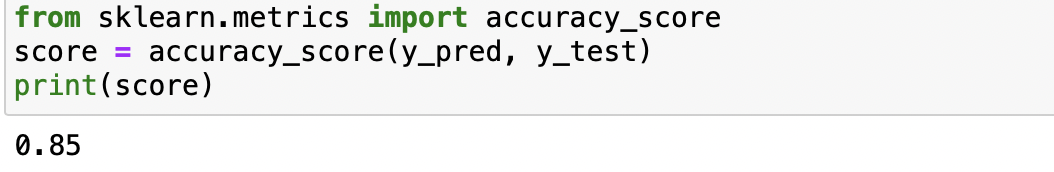 from sklearn.metrics import accuracy_score
score = accuracy_score(y_pred, y_test)
print(score)
0.85